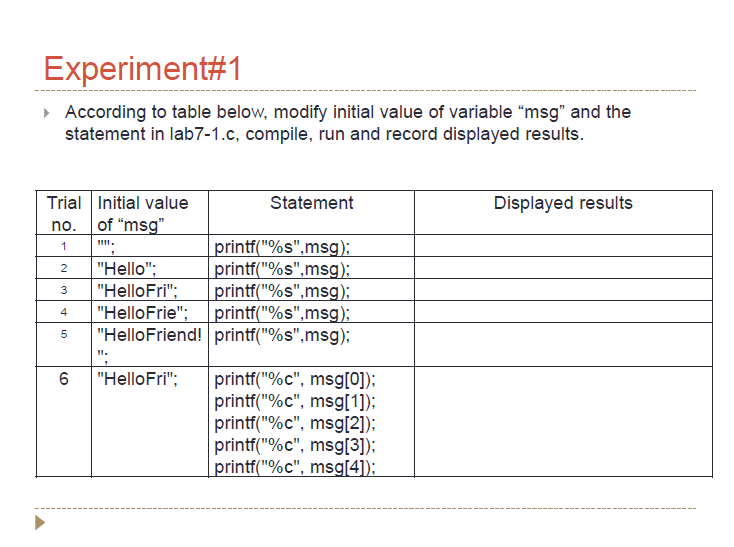 Experiment#1
According to table below, modify initial value of variable “msg” and the
statement in lab7-1.c, compile, run and record displayed results.
Trial no. Initial value of “msg” Statement Displayed results
1 ""; printf("%s",msg);
2 "Hello"; printf("%s",msg);
3 "HelloFri"; printf("%s",msg);
4 "HelloFrie"; printf("%s",msg);
5 "HelloFriend! "; printf("%s",msg);
6 "HelloFri"; printf("%c", msg[0]);
printf("%c", msg[1]);
printf("%c", msg[2]);
printf("%c", msg[3]);
printf("%c", msg[4]);